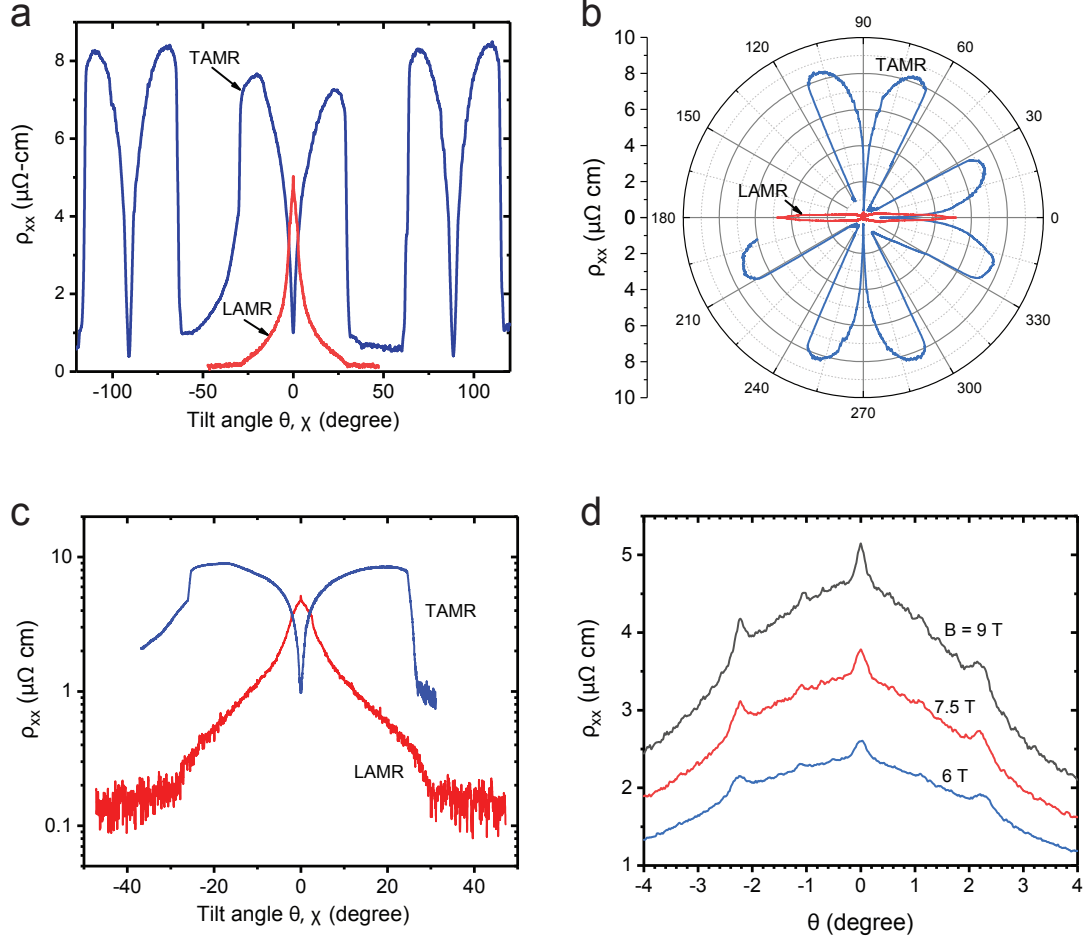 a
TAMR
LAMR
8
6
4
2
0
-100
-50
0
50
100
ρxx (μΩ-cm)
Tilt angle θ, χ (degree)
b
90
120
60
TAMR
150
30
LAMR
180
0
210
330
240
300
270
10
8
6
4
2
0
2
4
6
8
10
ρxx (μΩ cm)
c
10
1
0.1
TAMR
LAMR
-40
-20
0
20
40
ρxx (μΩ cm)
Tilt angle θ, χ (degree)
d
5
4
3
2
1
B = 9 T
7.5 T
6 T
-4
-3
-2
-1
0
1
2
3
4
ρxx (μΩ cm)
θ (degree)